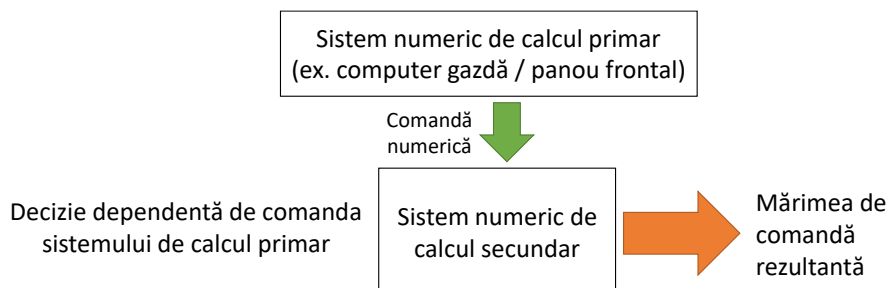 Sistem numeric de calcul primar
(ex. computer gazdă / panou frontal)
Comandă
numerică
Decizie dependentă de comanda
sistemului de calcul primar
Sistem numeric de
calcul secundar
Mărimea de
comandă
rezultantă